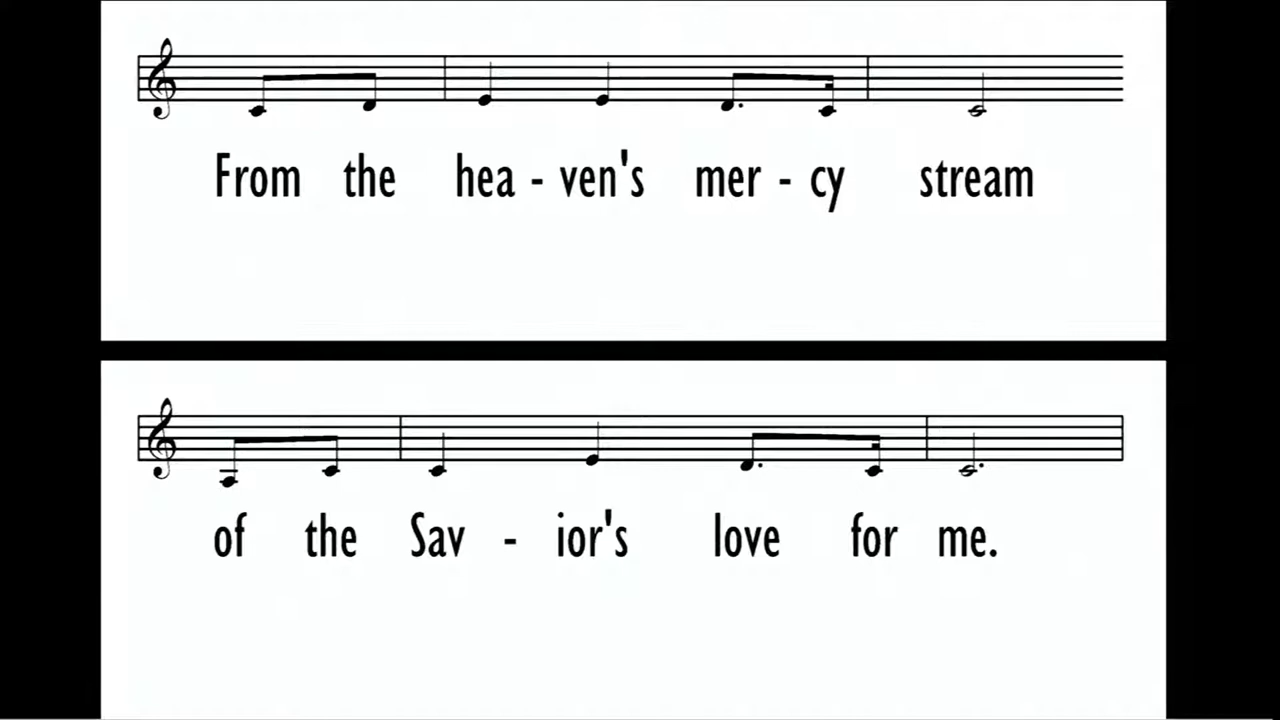 From the hea - ven's mer - cy stream
of the Sav - ior's love for me.